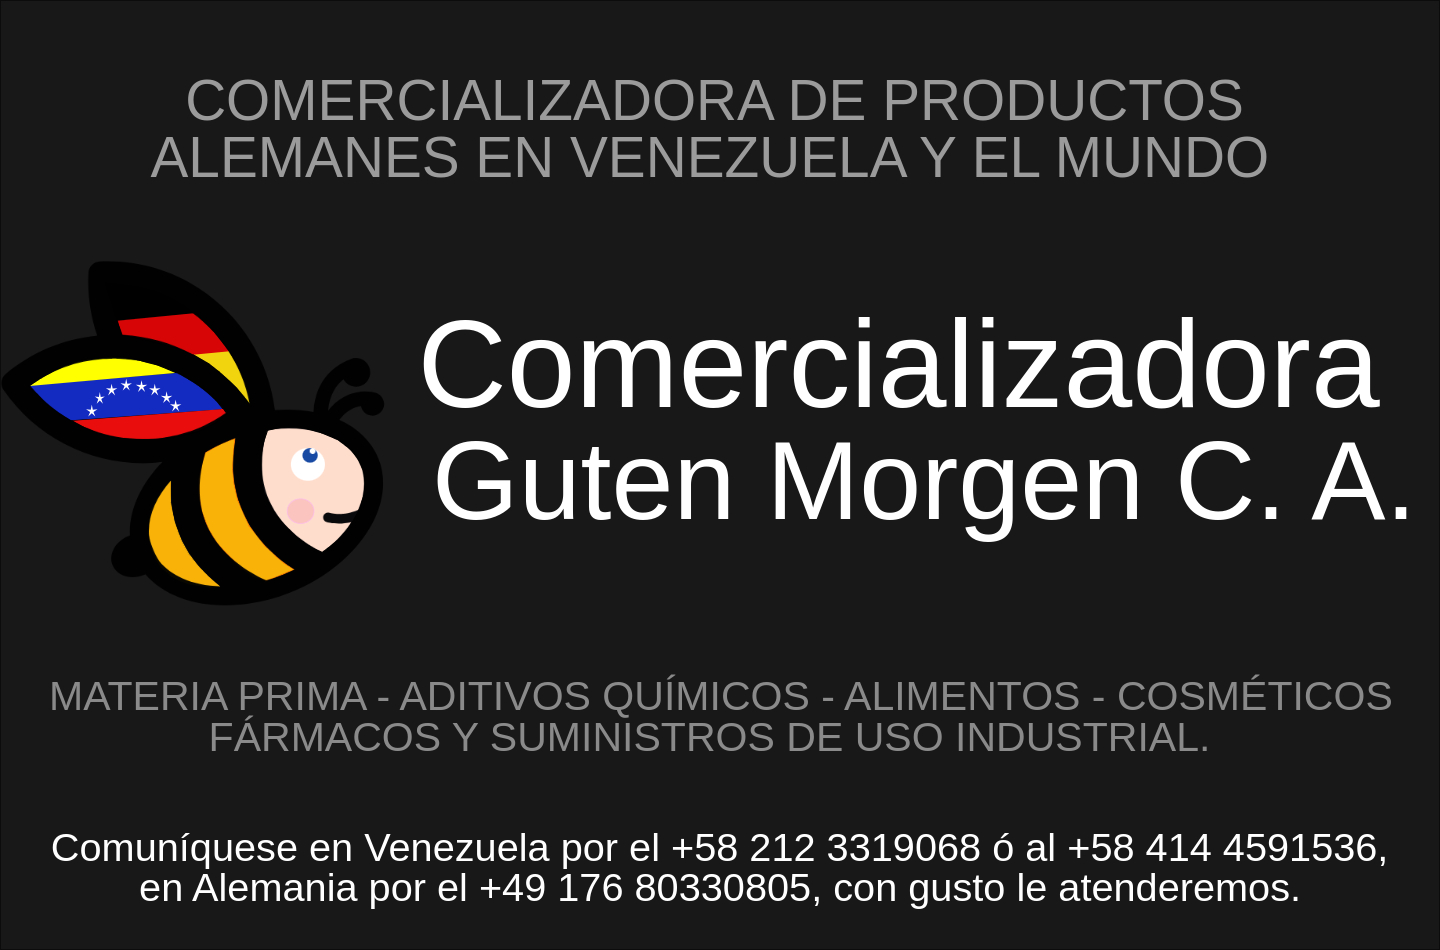 COMERCIALIZADORA DE PRODUCTOS
ALEMANES EN VENEZUELA Y EL MUNDO
Comercializadora
Guten Morgen C. A.
MATERIA PRIMA - ADITIVOS QUÍMICOS - ALIMENTOS - COSMÉTICOS
FÁRMACOS Y SUMINISTROS DE USO INDUSTRIAL.
Comuníquese en Venezuela por el +58 212 3319068 ó al +58 414 4591536,
en Alemania por el +49 176 80330805, con gusto le atenderemos.